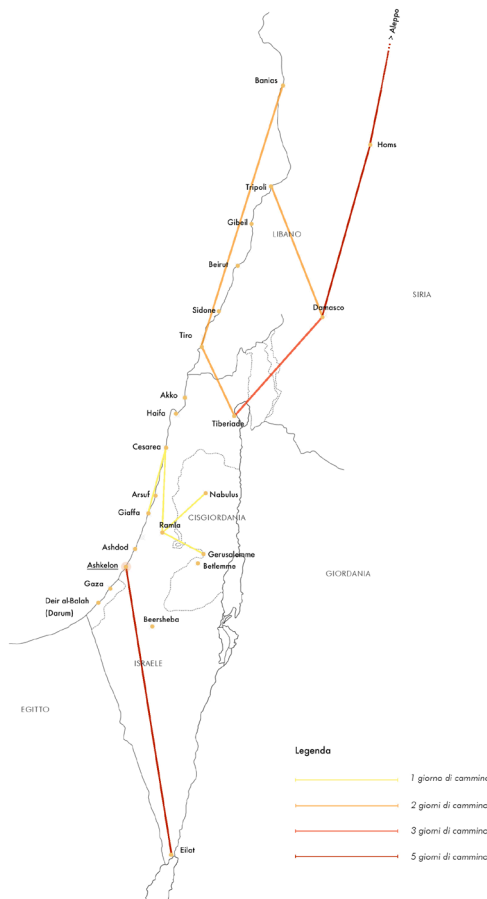 --> Aleppo
Banias
Homs
Tripoli
Gibeil
LIBANO
Beirut
SIRIA
Sidone
Damasco
Tiro
Akko
Haifa
Tiberiade
Cesarea
Arsuf
Nabulus
Giaffa
CISGIORDANIA
Ramla
Ashdod
Gerusalemme
Ashkelon
Betlemme
GIORDANIA
Gaza
Deir al-Balah
(Darum)
Beersheba
ISRAELE
EGITTO
Eilat
Legenda
1 giorno di cammino
2 giorni di cammino
3 giorni di cammino
5 giorni di cammino